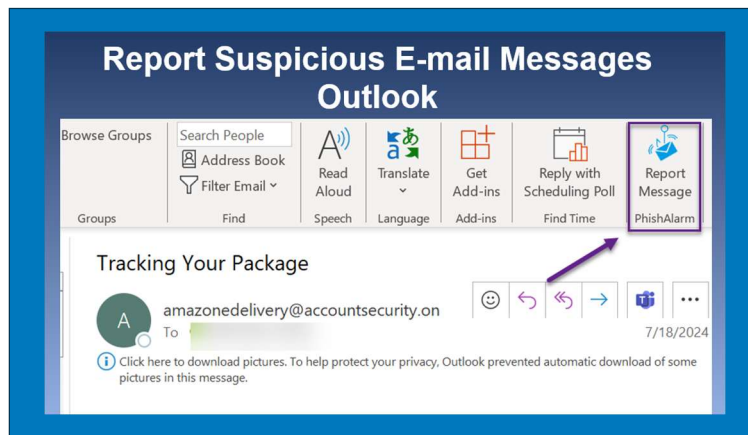 Report Suspicious E-mail Messages
Outlook
Browse Groups
Groups
Search People
Address Book
Filter Email
Find
A
Read
Aloud
Speech
あ
a
Translate
Language
Get
Add-ins
Add-ins
Reply with
Scheduling Poll
Find Time
Report
Message
PhishAlarm
Tracking Your Package
A
amazonedelivery@accountsecurity.on
To
7/18/2024
Click here to download pictures. To help protect your privacy, Outlook prevented automatic download of some
pictures in this message.